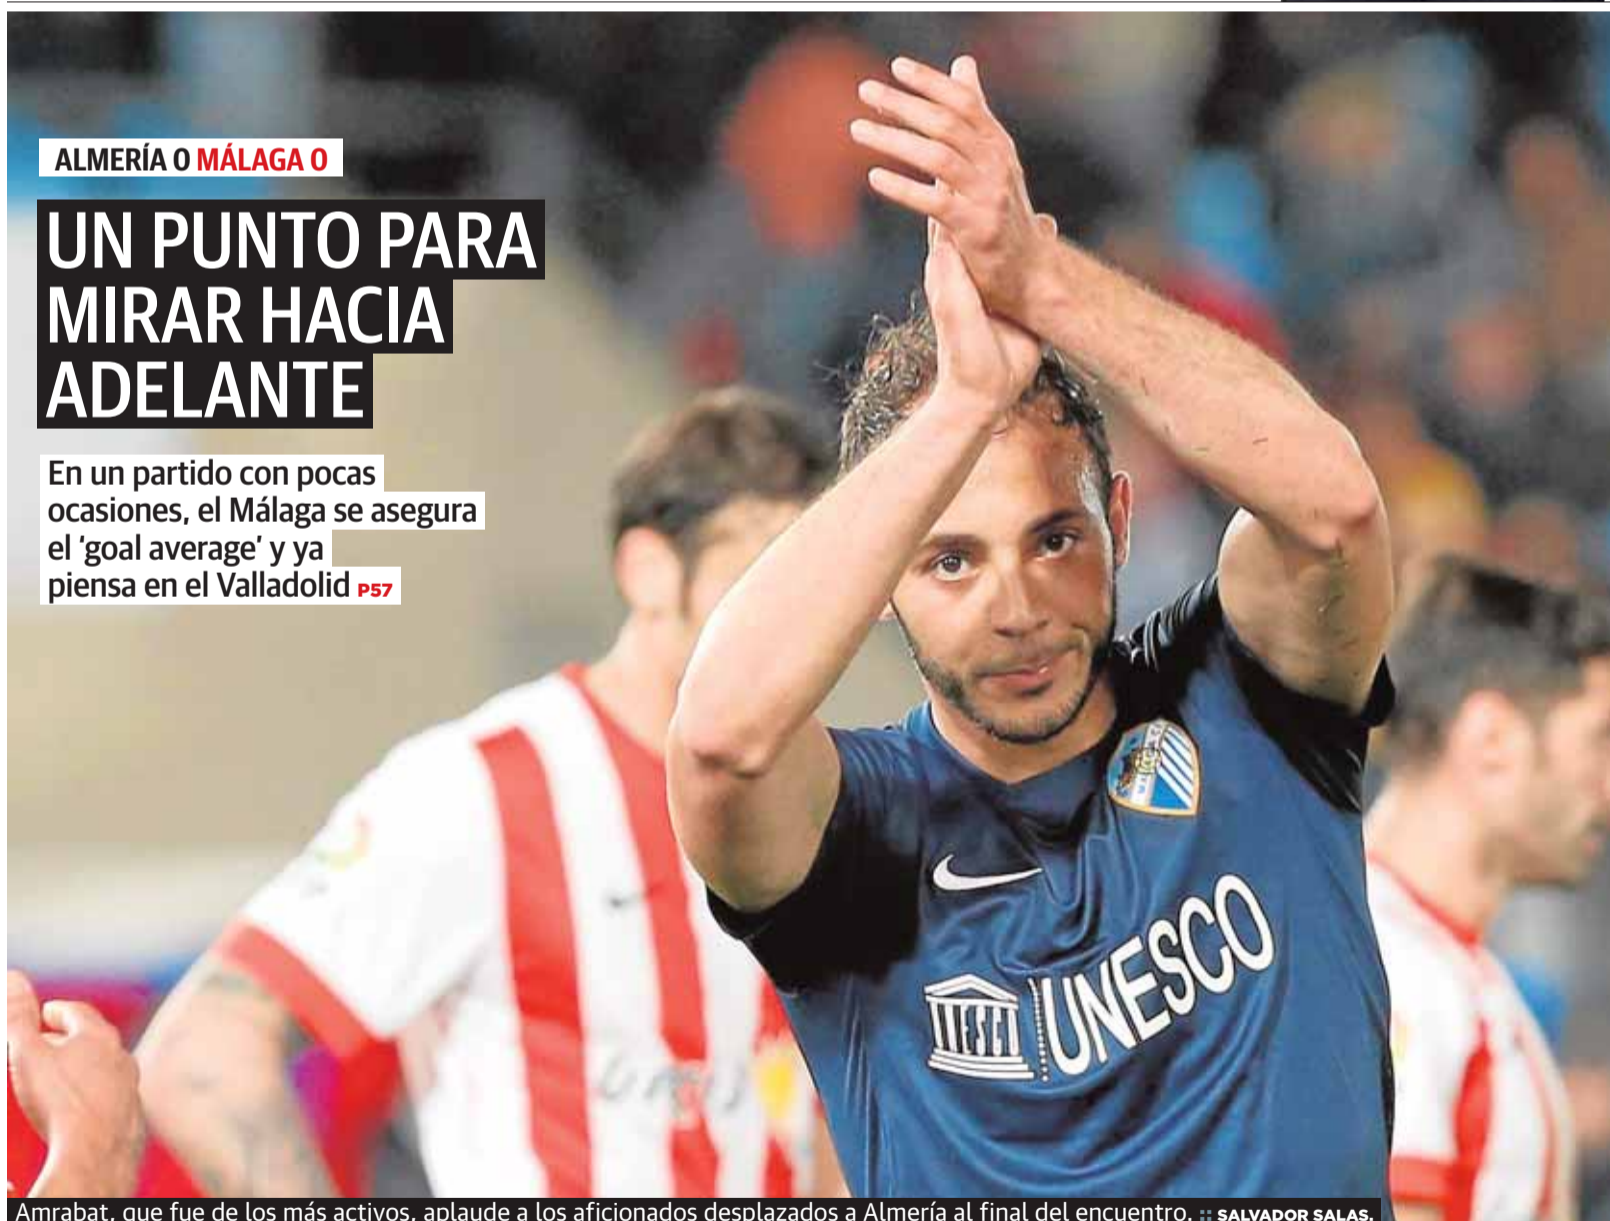 ALMERÍA 0 MÁLAGA 0
UN PUNTO PARA
MIRAR HACIA
ADELANTE
En un partido con pocas
ocasiones, el Málaga se asegura
el ‘goal average’ y ya
piensa en el Valladolid P57
UNESCO
UNESCO
Amrabat, que fue de los más activos, aplaude a los aficionados desplazados a Almería al final del encuentro. :: SALVADOR SALAS.